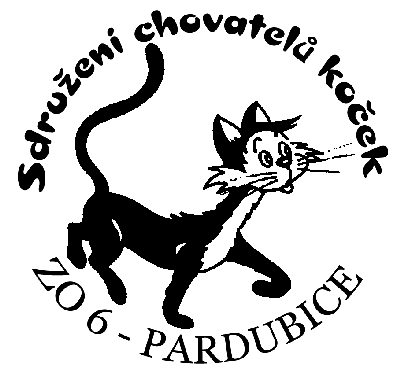 Sdružení chovatelů koček
ZO 6 - PARDUBICE